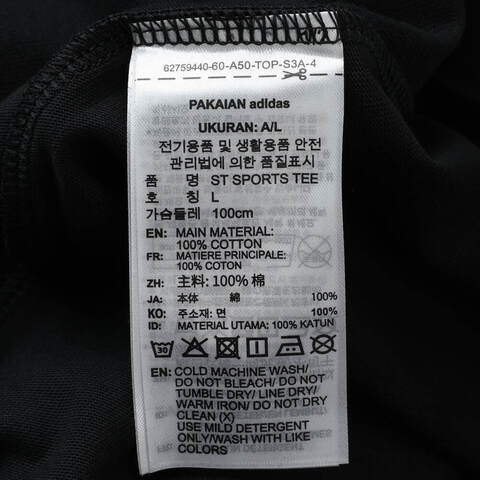 62759440-60-A50-TOP-S3A-4
PAKAIAN adidas
UKURAN: A/L
전기용품 및 생활용품 안전
관리법에 의한 품질표시
품 명 ST SPORTS TEE
호 칭 L
가슴둘레 100cm
EN: MAIN MATERIAL:
100% COTTON
FR: MATIERE PRINCIPALE:
100% COTON
ZH: 主料: 100% 棉
JA: 本体 綿 100%
KO: 주소재: 면 100%
ID: MATERIAL UTAMA: 100% KATUN
30
EN: COLD MACHINE WASH/
DO NOT BLEACH/ DO NOT
TUMBLE DRY/ LINE DRY/
WARM IRON/ DO NOT DRY
CLEAN (X)
USE MILD DETERGENT
ONLY/WASH WITH LIKE
COLORS